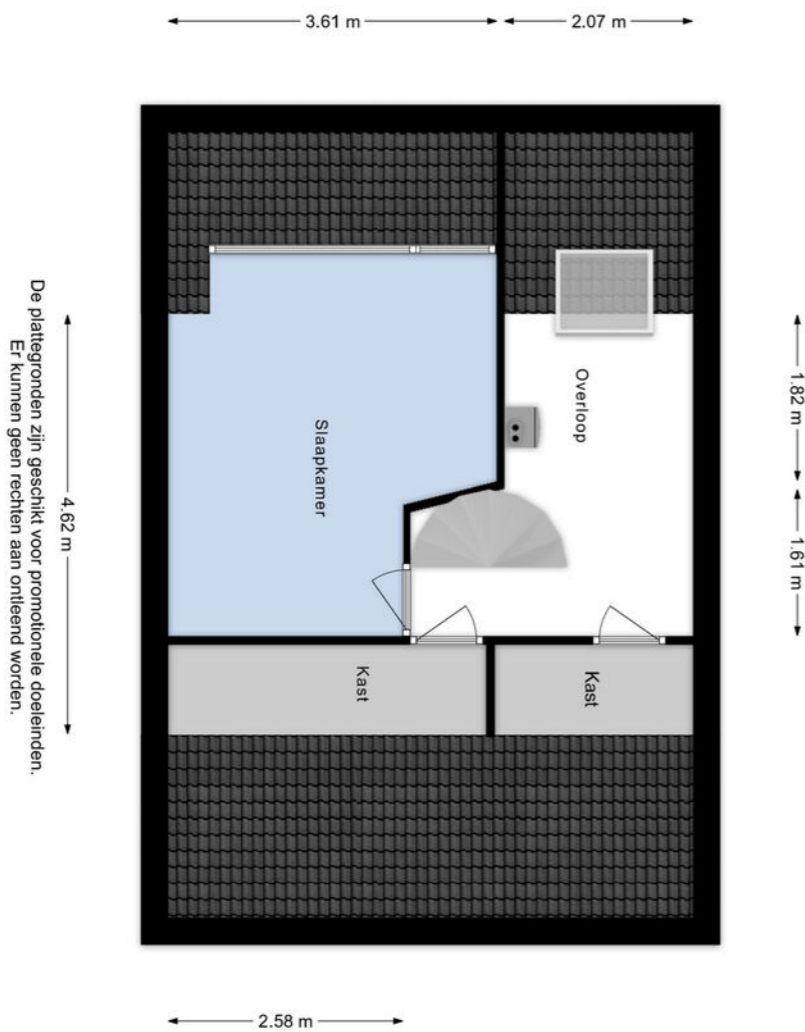 3.61 m
2.07 m
Overloop
1.82 m
Slaapkamer
4.62 m
1.61 m
Kast
Kast
2.58 m
De plattegronden zijn geschikt voor promotionele doeleinden.
Er kunnen geen rechten aan ontleend worden.